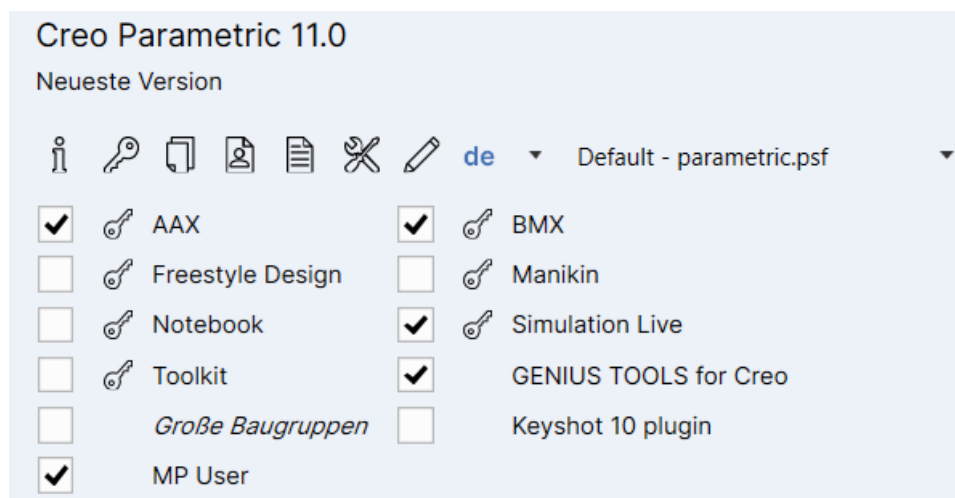 Creo Parametric 11.0
Neueste Version
de Default - parametric.psf
AAX BMX
Freestyle Design Manikin
Notebook Simulation Live
Toolkit GENIUS TOOLS for Creo
Große Baugruppen Keyshot 10 plugin
MP User